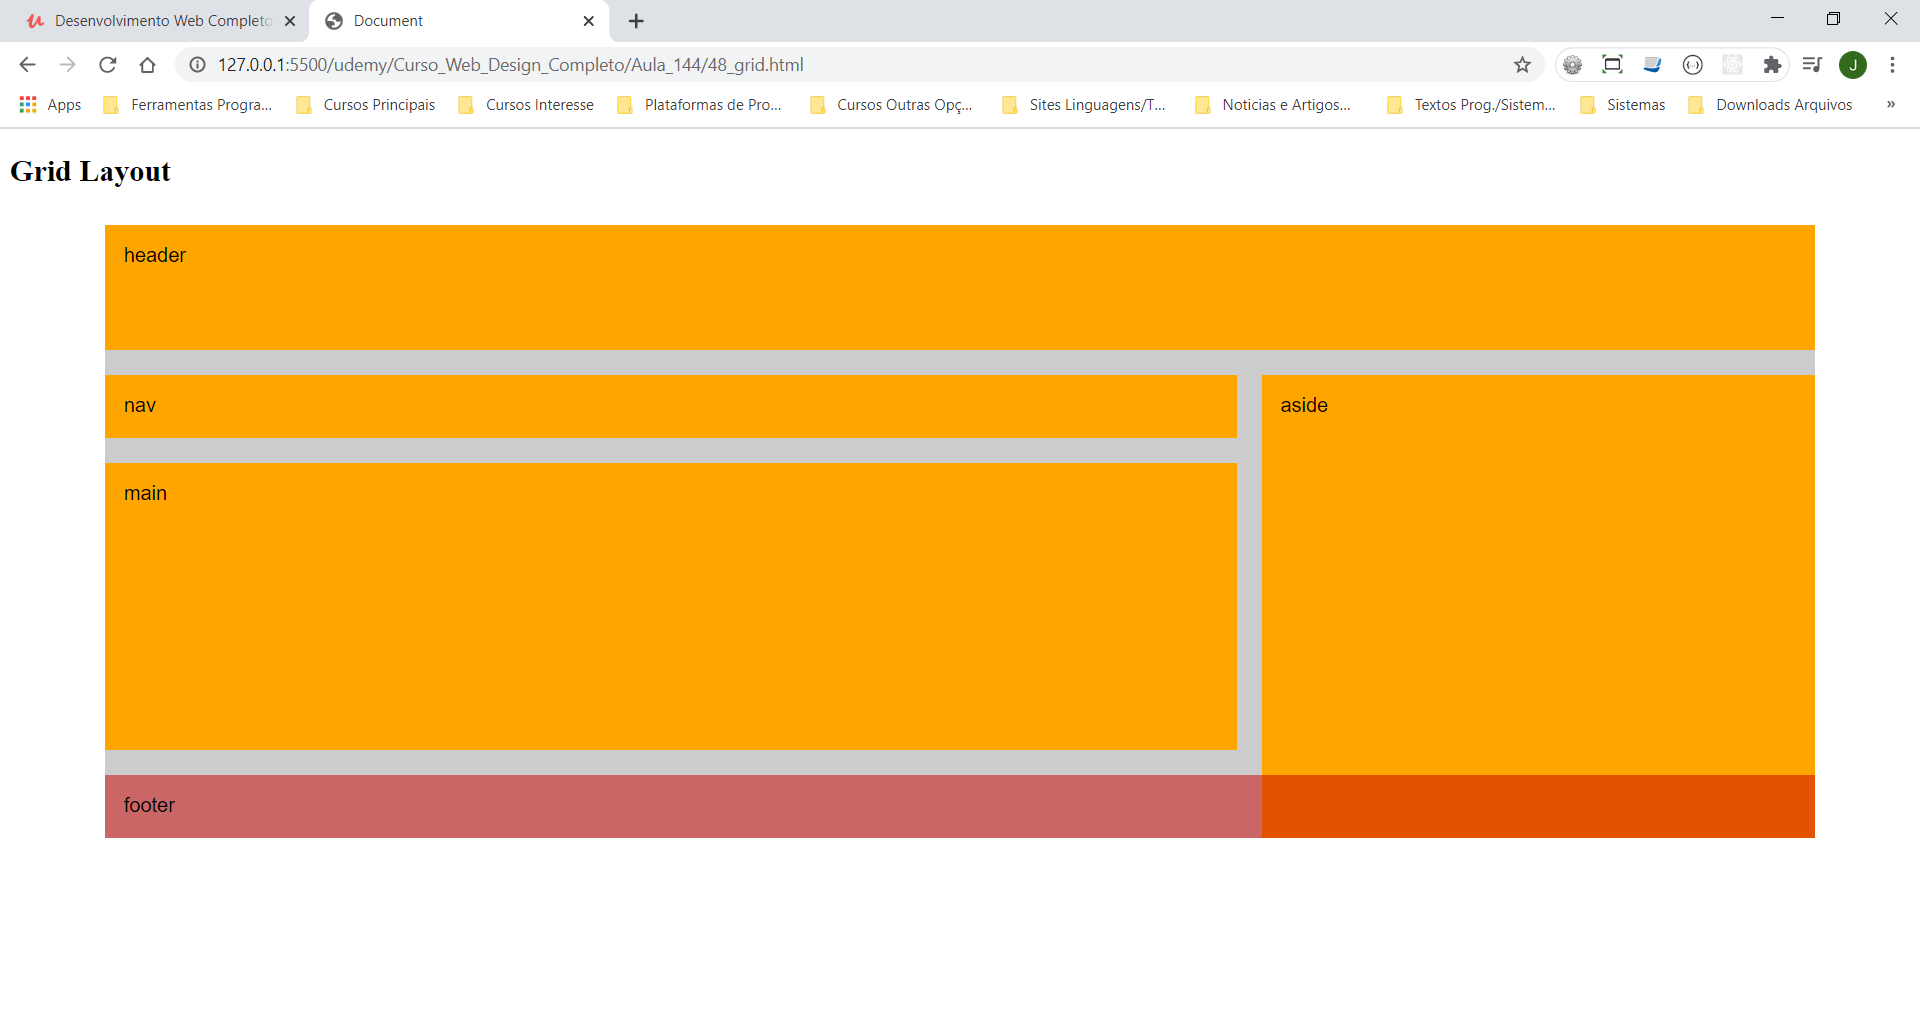 Desenvolvimento Web Completo
Document
127.0.0.1:5500/udemy/Curso_Web_Design_Completo/Aula_144/48_grid.html
J
Apps
Ferramentas Progra...
Cursos Principais
Cursos Interesse
Plataformas de Pro...
Cursos Outras Opç...
Sites Linguagens/T...
Noticias e Artigos...
Textos Prog./Sistem...
Sistemas
Downloads Arquivos
»
Grid Layout
header
nav
aside
main
footer